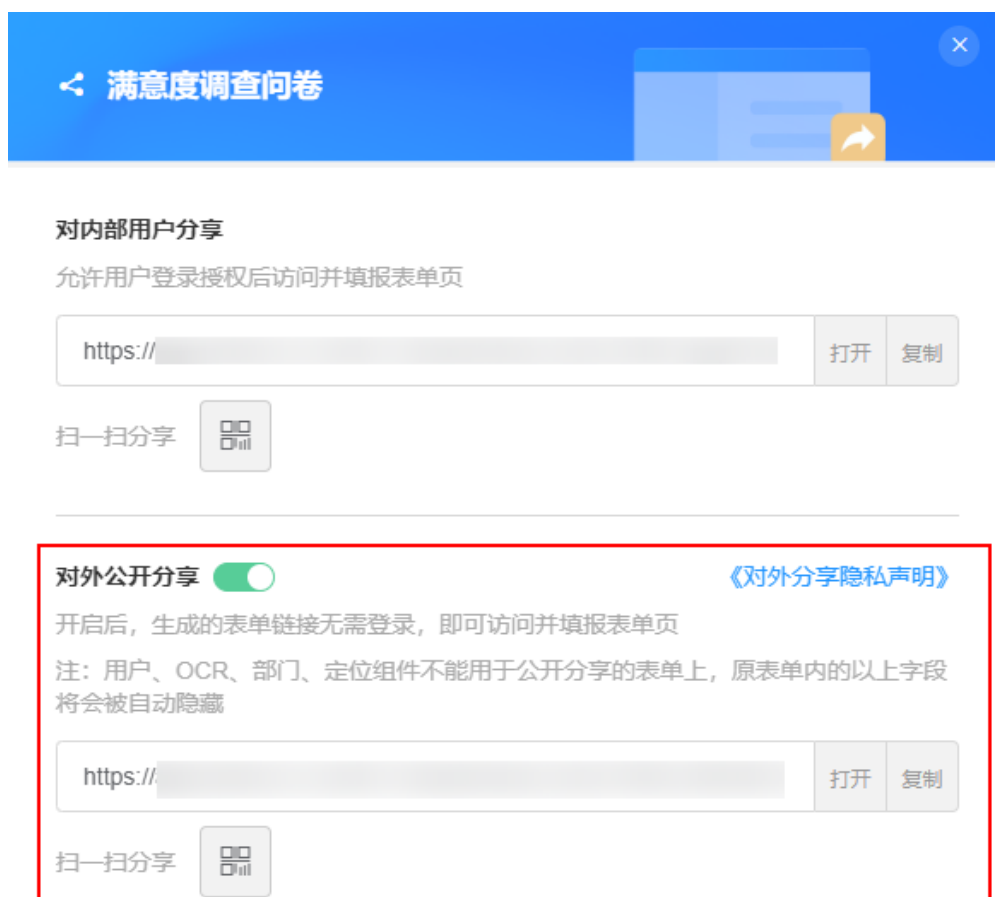 满意度调查问卷
对内部用户分享
允许用户登录授权后访问并填报表单页
https:// 打开 复制
扫一扫分享
对外公开分享 《对外分享隐私声明》
开启后，生成的表单链接无需登录，即可访问并填报表单页
注：用户、OCR、部门、定位组件不能用于公开分享的表单上，原表单内的以上字段
将会被自动隐藏
https:// 打开 复制
扫一扫分享